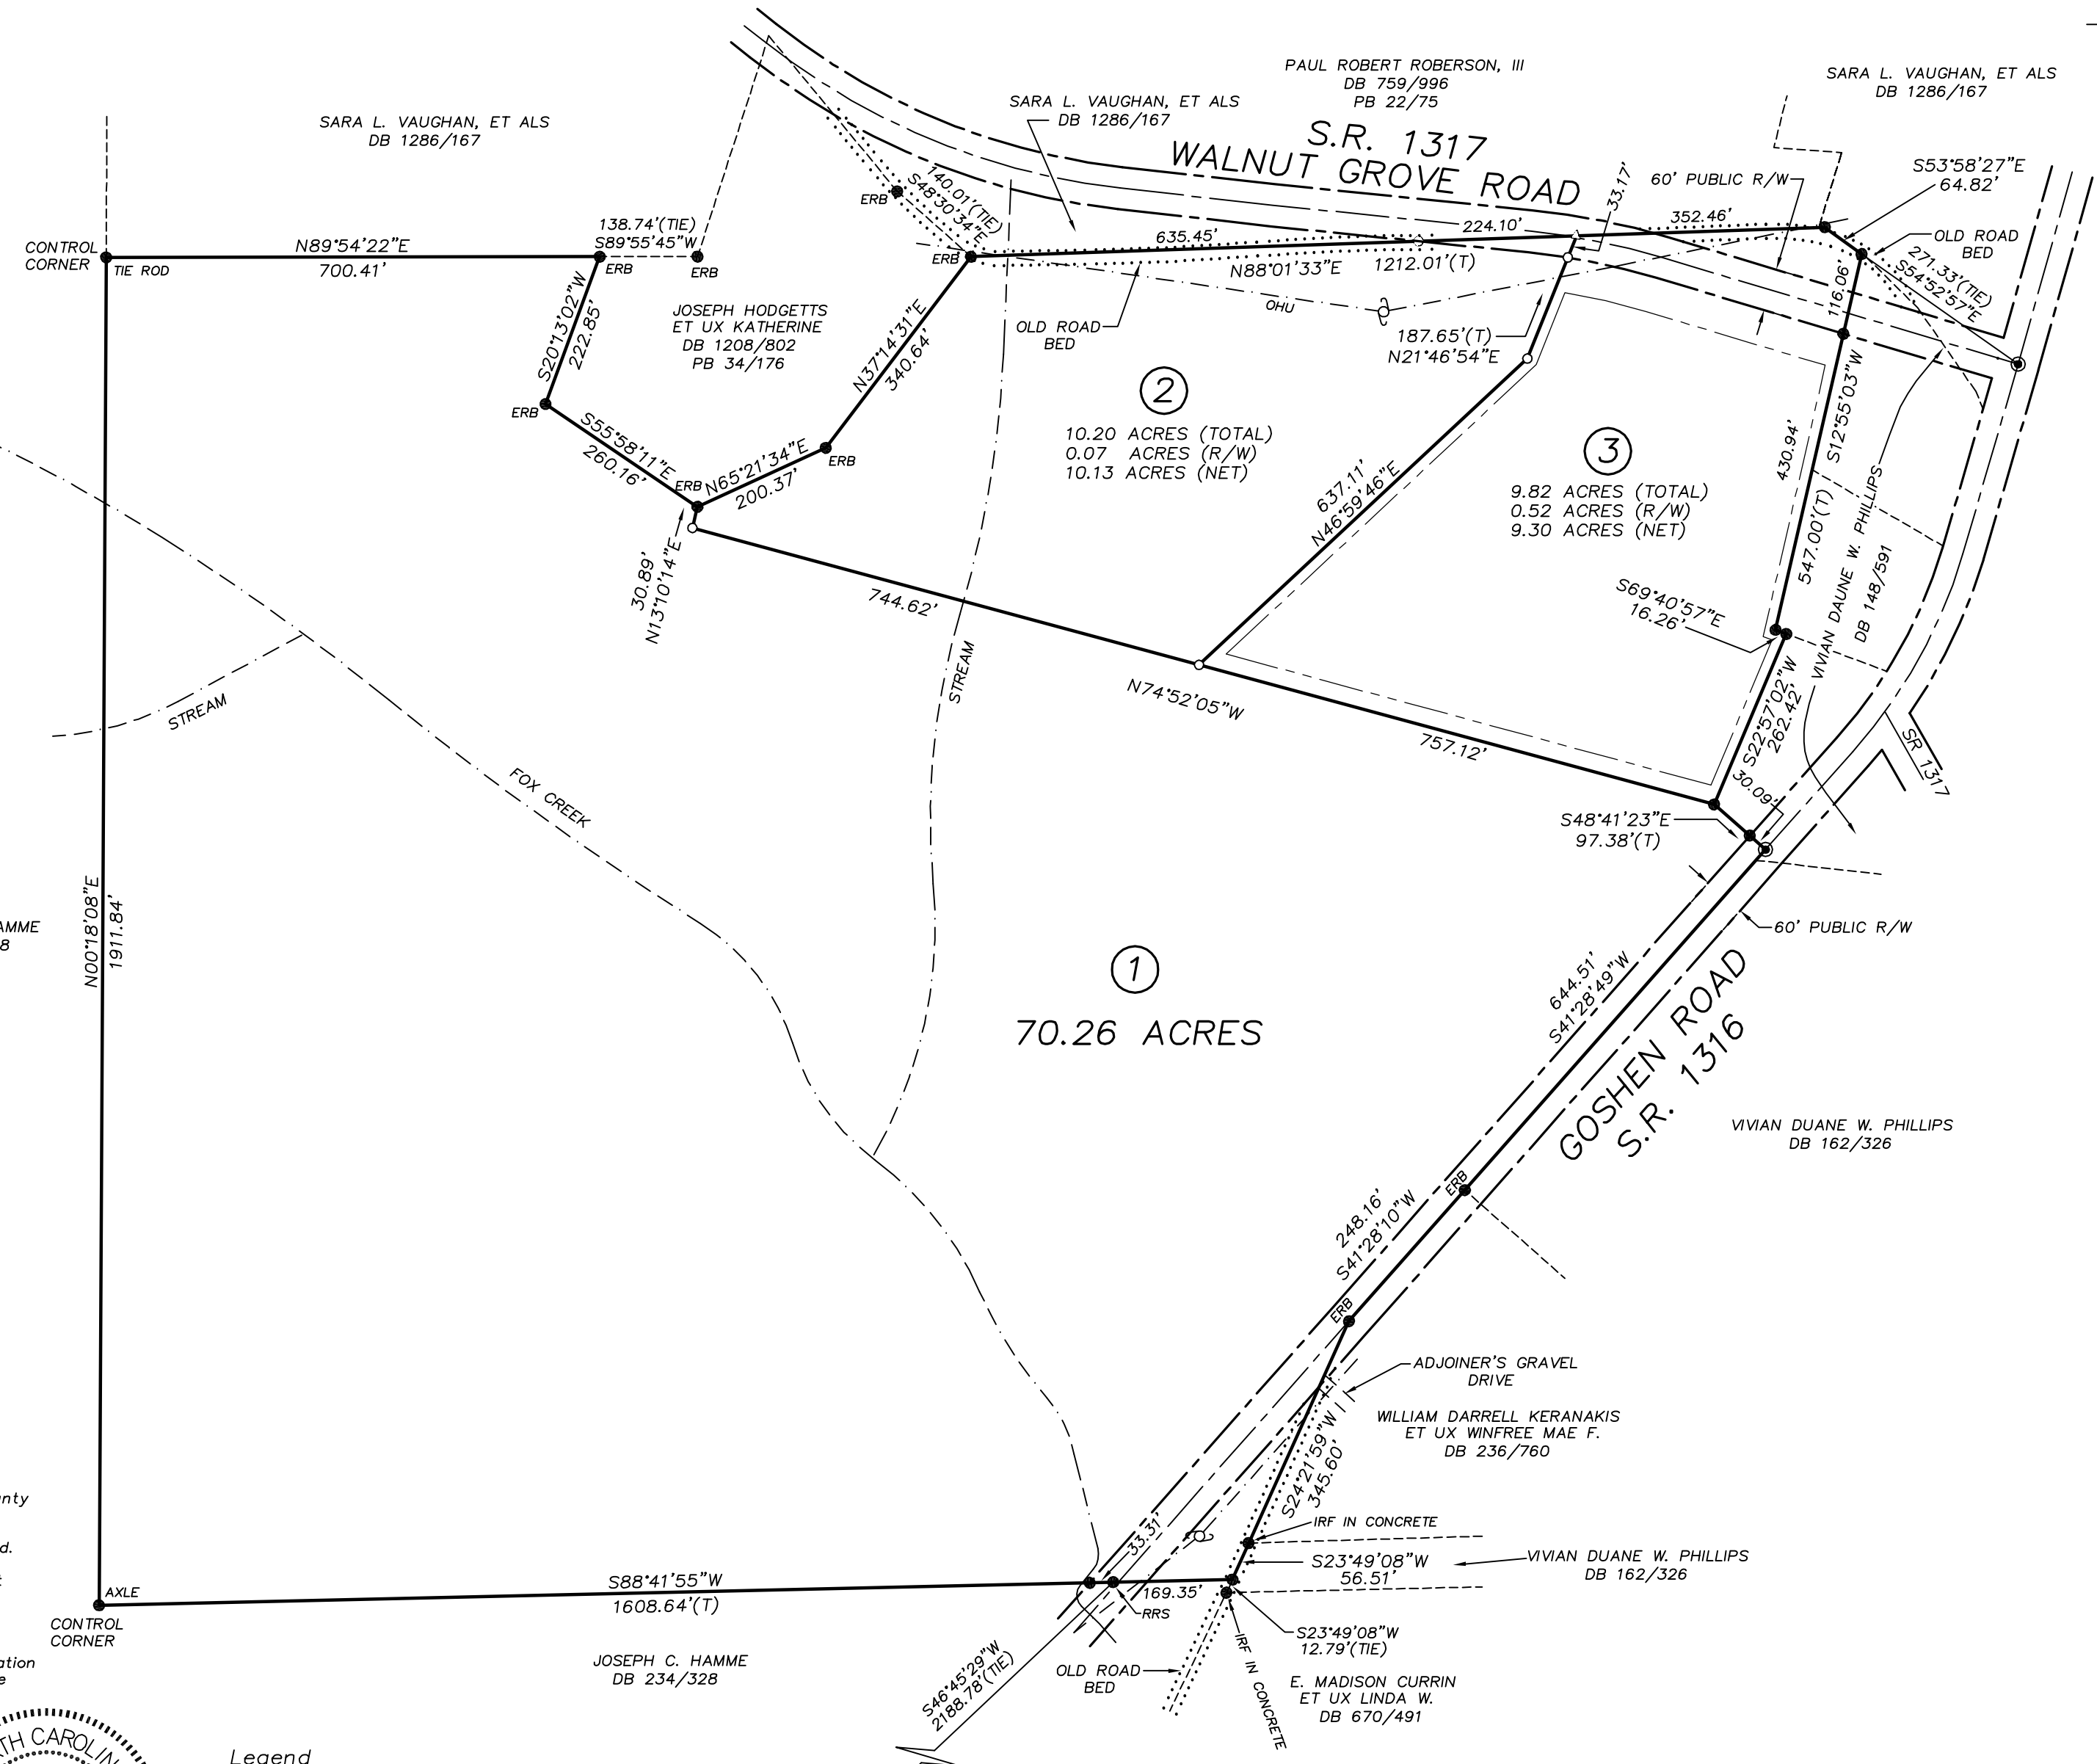 PAUL ROBERT ROBERSON, III
DB 759/996
PB 22/75
SARA L. VAUGHAN, ET ALS
DB 1286/167
SARA L. VAUGHAN, ET ALS
DB 1286/167
SARA L. VAUGHAN, ET ALS
DB 1286/167
S.R. 1317
WALNUT GROVE ROAD
33.17'
60' PUBLIC R/W
S53°58'27"E
64.82'
OLD ROAD
BED
271.33'(TIE)
S54°52'57"E
CONTROL
CORNER
TIE ROD
N89°54'22"E
700.41'
138.74'(TIE)
S89°55'45"W
ERB
ERB
ERB
140.01'(TIE)
S48°30'34"E
ERB
635.45'
224.10'
352.46'
N88°01'33"E
1212.01'(T)
OHU
OLD ROAD
BED
116.06'
187.65'(T)
N21°46'54"E
S20°13'02"W
222.85'
JOSEPH HODGETTS
ET UX KATHERINE
DB 1208/802
PB 34/176
N37°14'31"E
340.64'
ERB
S55°58'11"E
260.16'
ERB
N65°21'34"E
200.37'
ERB
30.89'
N13°10'14"E
2
10.20 ACRES (TOTAL)
0.07 ACRES (R/W)
10.13 ACRES (NET)
3
9.82 ACRES (TOTAL)
0.52 ACRES (R/W)
9.30 ACRES (NET)
637.11'
N46°59'46"E
430.94'
S12°55'03"W
547.00'(T)
VIVIAN DAUNE W. PHILLIPS
DB 148/591
S69°40'57"E
16.26'
S22°57'02"W
262.42'
744.62'
N74°52'05"W
757.12'
STREAM
STREAM
FOX CREEK
30.09'
S48°41'23"E
97.38'(T)
SR 1317
60' PUBLIC R/W
N00°18'08"E
1911.84'
AMME
8
1
70.26 ACRES
644.51'
S41°28'49"W
GOSHEN ROAD
S.R. 1316
VIVIAN DUANE W. PHILLIPS
DB 162/326
ERB
248.16'
S41°28'10"W
ERB
ADJOINER'S GRAVEL
DRIVE
WILLIAM DARRELL KERANAKIS
ET UX WINFREE MAE F.
DB 236/760
S24°21'59"W
345.60'
IRF IN CONCRETE
S23°49'08"W
56.51'
VIVIAN DUANE W. PHILLIPS
DB 162/326
33.31'
169.35'
RRS
S23°49'08"W
12.79'(TIE)
IRF IN CONCRETE
E. MADISON CURRIN
ET UX LINDA W.
DB 670/491
OLD ROAD
BED
S46°45'29"W
2188.78'(TIE)
S88°41'55"W
1608.64'(T)
AXLE
CONTROL
CORNER
JOSEPH C. HAMME
DB 234/328
nty
d.
t
ation
e
TH CAROLIN
Legend